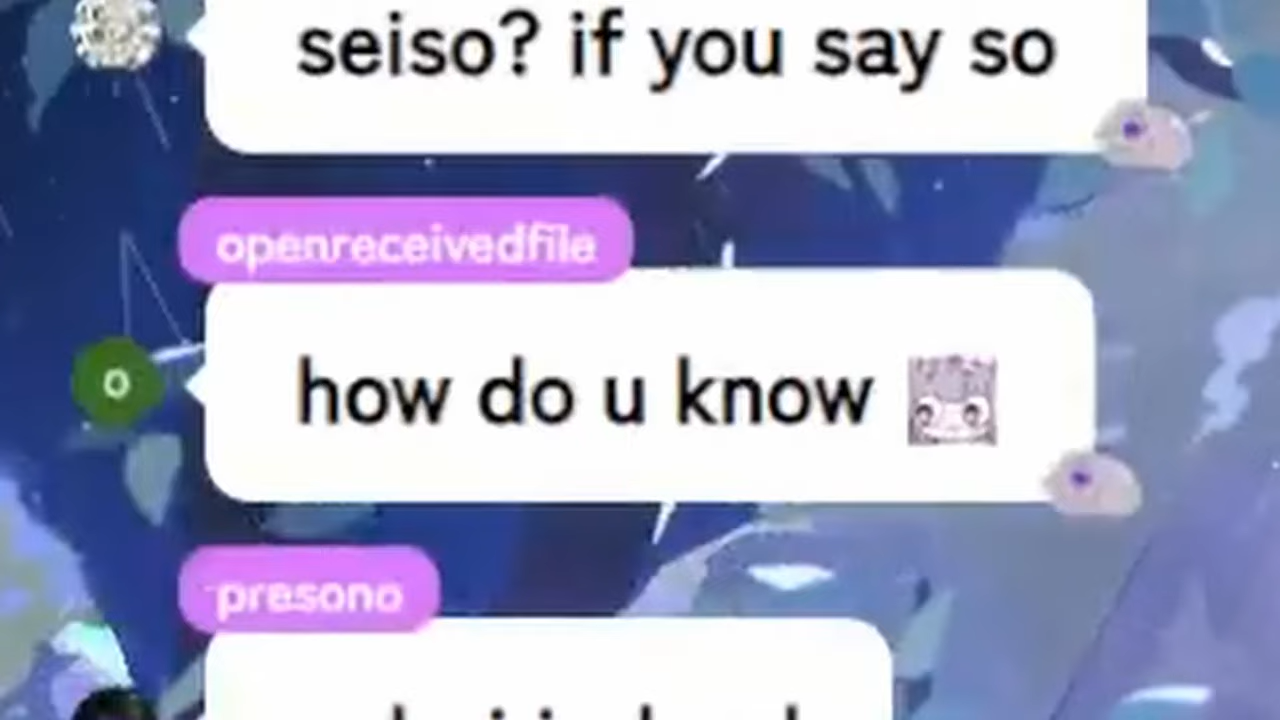 seiso? if you say so
openreceivedfile
how do u know
o
presono